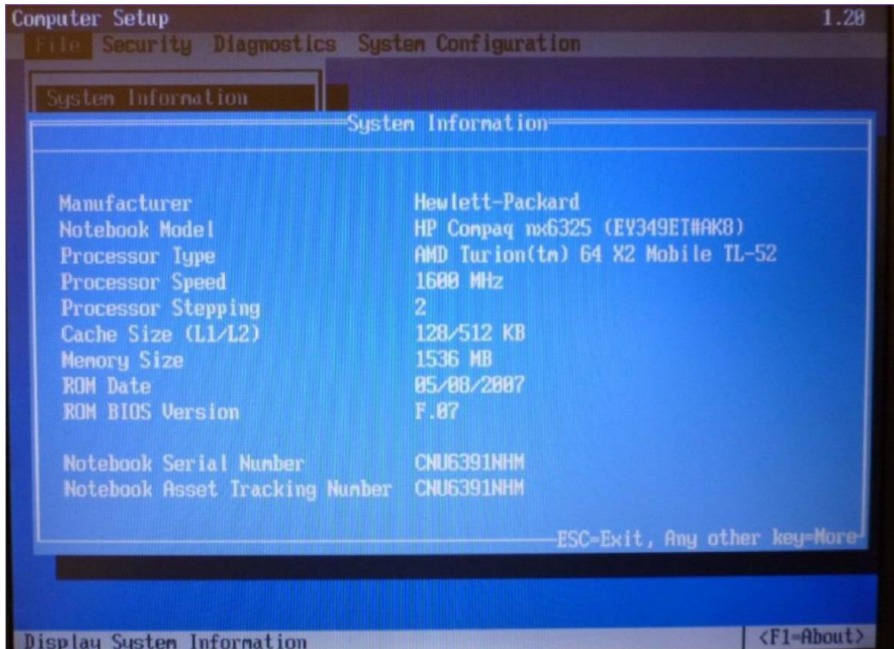 Computer Setup 1.20
File Security Diagnostics System Configuration
System Information
System Information
Manufacturer Hewlett-Packard
Notebook Model HP Compaq nx6325 (EY349ET#AK8)
Processor Type AMD Turion(tm) 64 X2 Mobile TL-52
Processor Speed 1600 MHz
Processor Stepping 2
Cache Size (L1/L2) 128/512 KB
Memory Size 1536 MB
ROM Date 05/08/2007
ROM BIOS Version F.07
Notebook Serial Number CNU6391NHM
Notebook Asset Tracking Number CNU6391NHM
ESC=Exit, Any other key=More
Display System Information <F1=About>